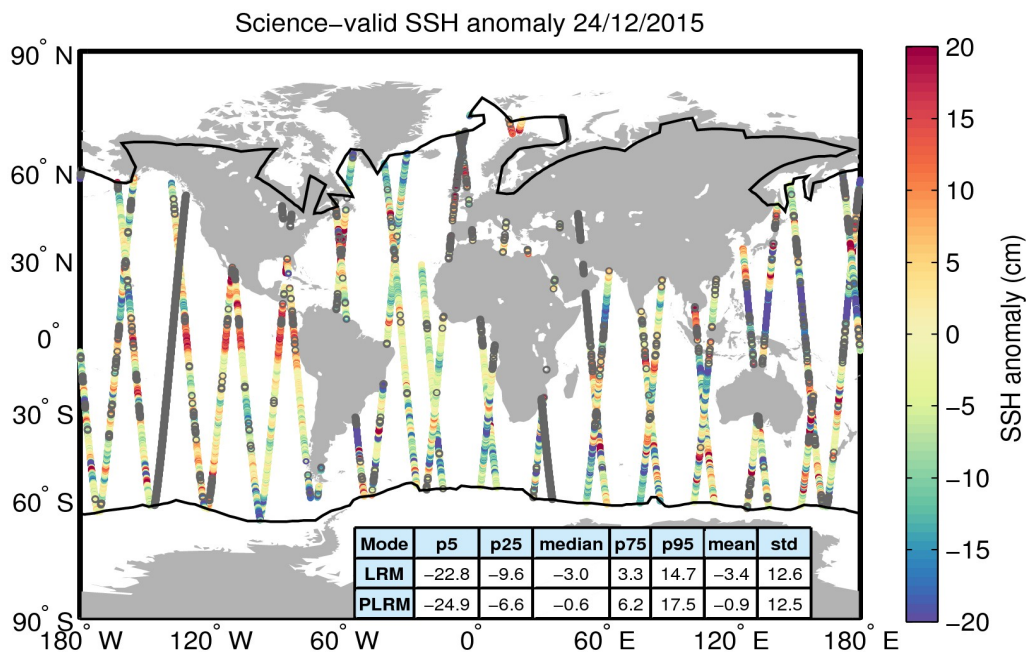 Science−valid SSH anomaly 24/12/2015
90° N
60° N
30° N
0°
30° S
60° S
90° S
180° W
120° W
60° W
0°
60° E
120° E
180° E
Mode p5 p25 median p75 p95 mean std
LRM −22.8 −9.6 −3.0 3.3 14.7 −3.4 12.6
PLRM −24.9 −6.6 −0.6 6.2 17.5 −0.9 12.5
20
15
10
5
0
−5
−10
−15
−20
SSH anomaly (cm)